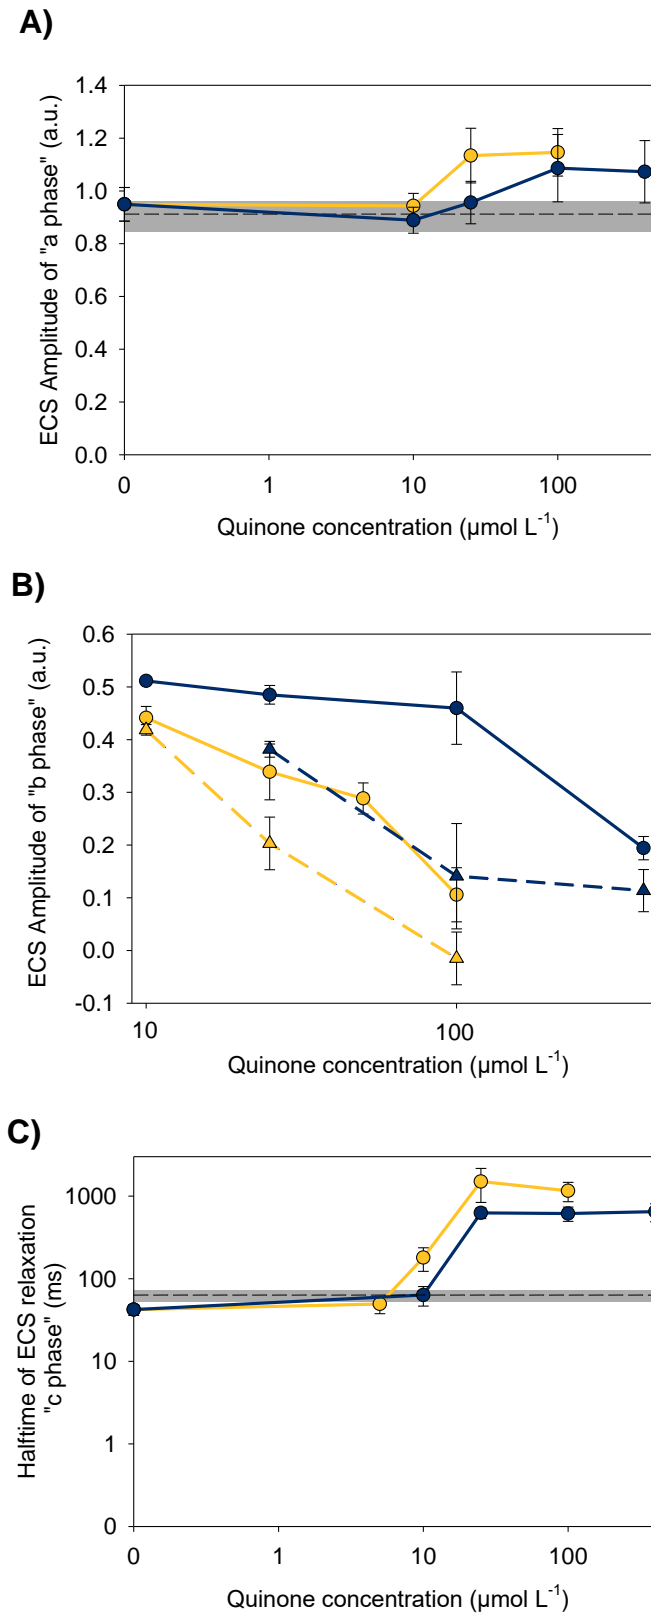 A)
ECS Amplitude of "a phase" (a.u.)
1.4
1.2
1.0
0.8
0.6
0.4
0.2
0.0
0 1 10 100
Quinone concentration (µmol L-1)
B)
ECS Amplitude of "b phase" (a.u.)
0.6
0.5
0.4
0.3
0.2
0.1
0.0
-0.1
10 100
Quinone concentration (µmol L-1)
C)
Halftime of ECS relaxation
"c phase" (ms)
1000
100
10
1
0
0 1 10 100
Quinone concentration (µmol L-1)